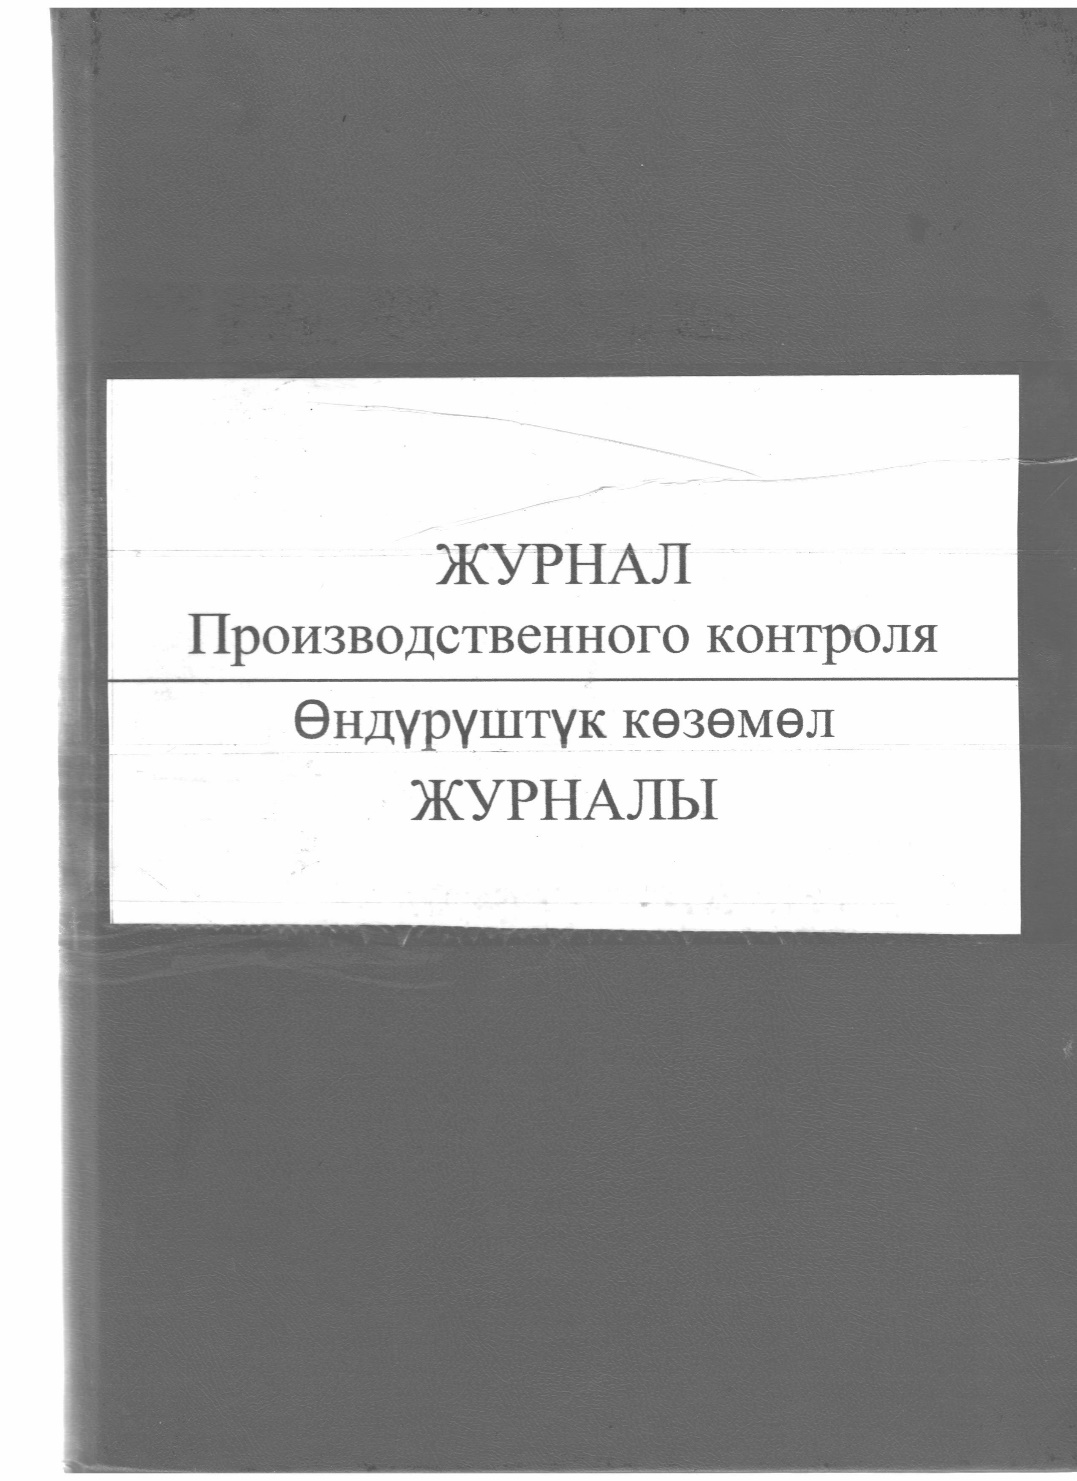 ЖУРНАЛ
Производственного контроля
Өндүрүштүк көзөмөл
ЖУРНАЛЫ